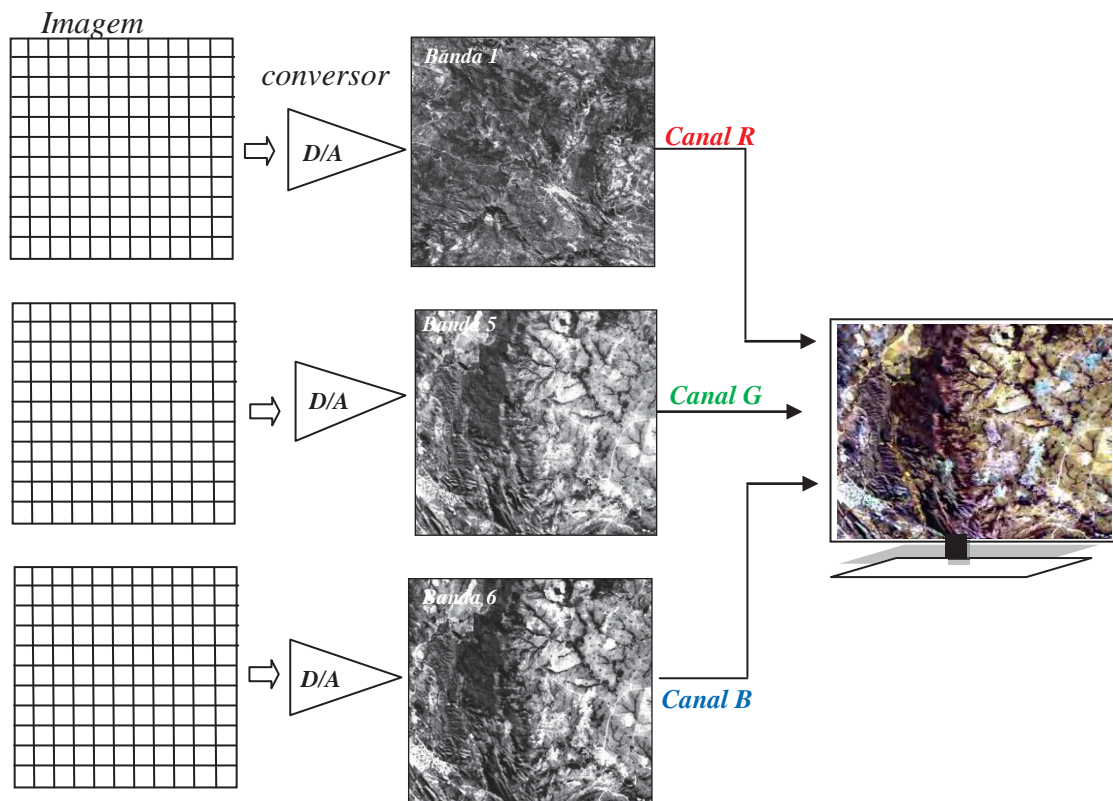 Imagem
conversor
D/A
Banda 1
Canal R
D/A
Banda 5
Canal G
D/A
Banda 6
Canal B